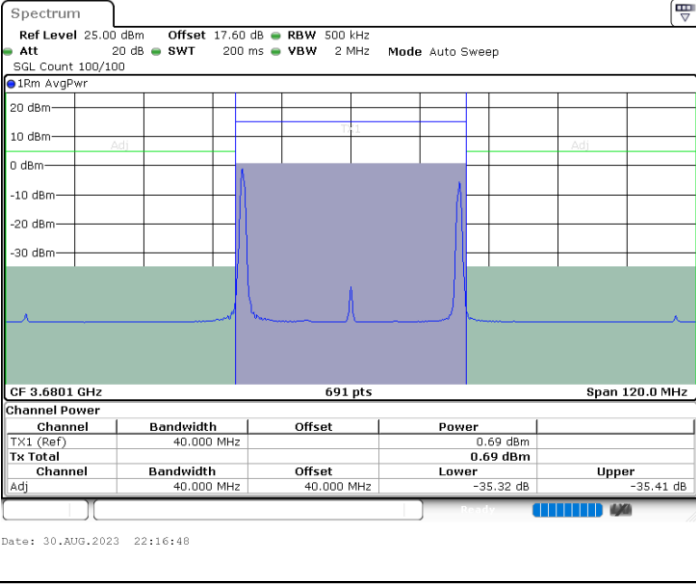 Spectrum
Ref Level 25.00 dBm Offset 17.60 dB RBW 500 kHz
Att 20 dB SWT 200 ms VBW 2 MHz Mode Auto Sweep
SGL Count 100/100
1Rm AvgPwr
20 dBm
TX1
10 dBm
Adj Adj
0 dBm
-10 dBm
-20 dBm
-30 dBm
CF 3.6801 GHz 691 pts Span 120.0 MHz
Channel Power
Channel Bandwidth Offset Power
TX1 (Ref) 40.000 MHz 0.69 dBm
Tx Total 0.69 dBm
Channel Bandwidth Offset Lower Upper
Adj 40.000 MHz 40.000 MHz -35.32 dB -35.41 dB
Ready
Date: 30.AUG.2023 22:16:48